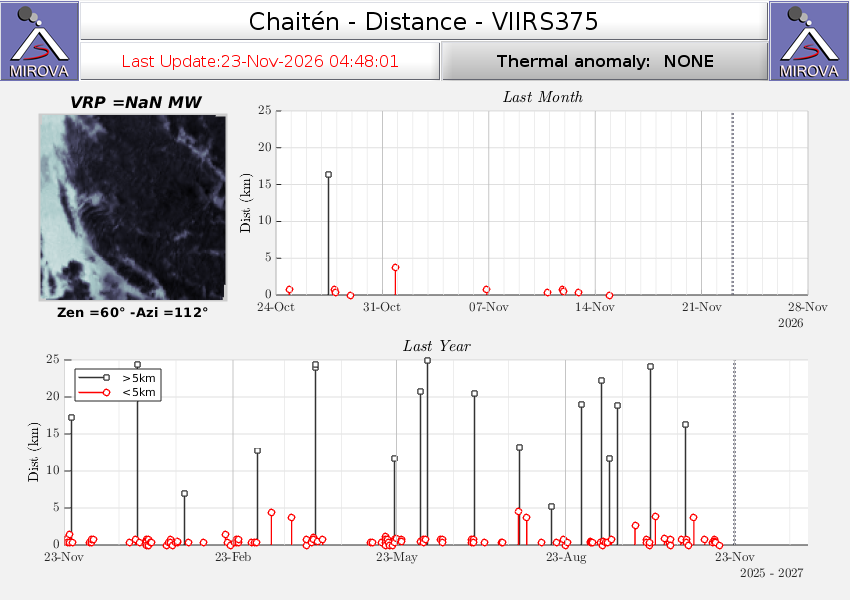 MIROVA
Chaitén - Distance - VIIRS375
MIROVA
Last Update:23-Nov-2026 04:48:01
Thermal anomaly: NONE
VRP =NaN MW
Zen =60° -Azi =112°
Last Month
Dist (km)
25
20
15
10
5
0
24-Oct 31-Oct 07-Nov 14-Nov 21-Nov 28-Nov
2026
Last Year
Dist (km)
25
20
15
10
5
0
>5km
<5km
23-Nov 23-Feb 23-May 23-Aug 23-Nov
2025 - 2027